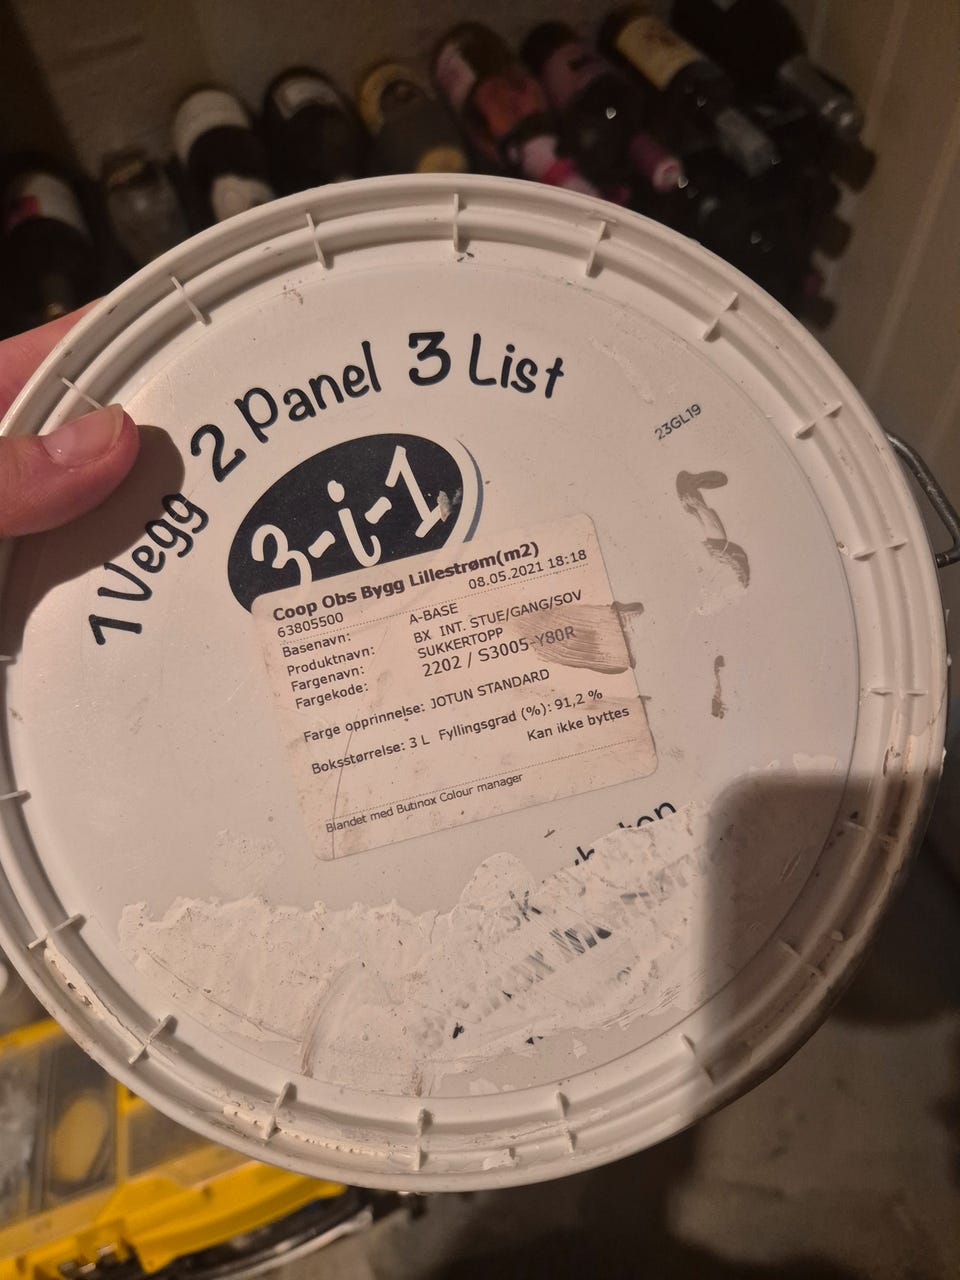 1 Vegg 2 Panel 3 List
3-i-1
23GL19
Coop Obs Bygg Lillestrøm(m2)
63805500 08.05.2021 18:18
Basenavn: A-BASE
Produktnavn: BX INT. STUE/GANG/SOV
Fargenavn: SUKKERTOPP
Fargekode: 2202 / S3005-Y80R
Farge opprinnelse: JOTUN STANDARD
Boksstørrelse: 3 L Fyllingsgrad (%): 91,2 %
Kan ikke byttes
Blandet med Butinox Colour manager